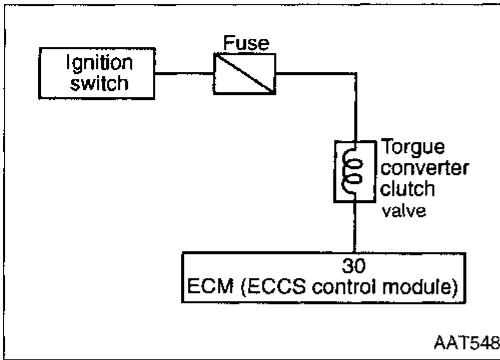 Ignition
switch
Fuse
Torgue
converter
clutch
valve
30
ECM (ECCS control module)
AAT548